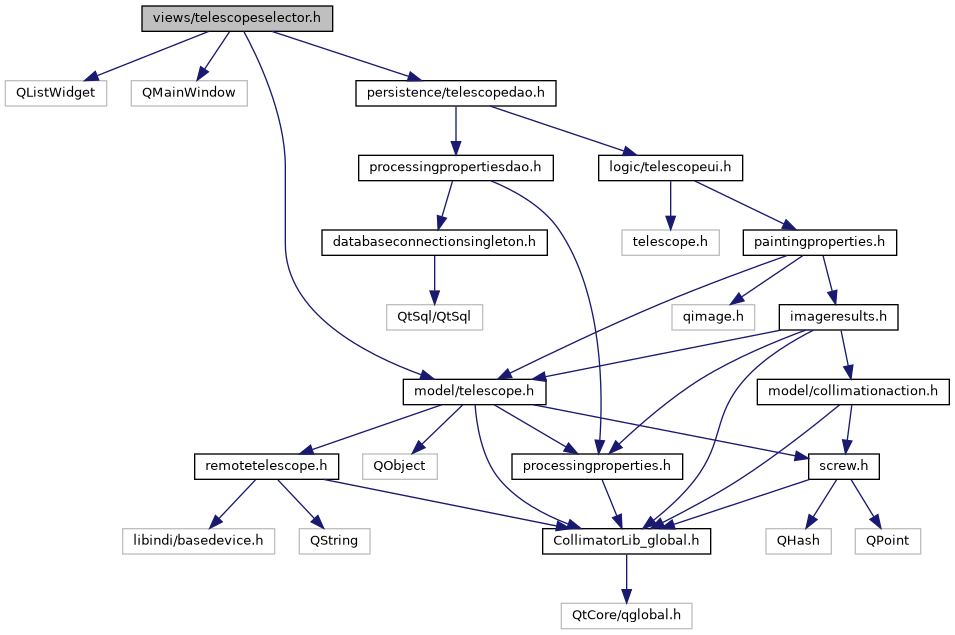 views/telescopeselector.h
QListWidget
QMainWindow
persistence/telescopedao.h
processingpropertiesdao.h
logic/telescopeui.h
databaseconnectionsingleton.h
telescope.h
paintingproperties.h
QtSql/QtSql
qimage.h
imageresults.h
model/telescope.h
model/collimationaction.h
remotetelescope.h
QObject
processingproperties.h
screw.h
libindi/basedevice.h
QString
CollimatorLib_global.h
QHash
QPoint
QtCore/qglobal.h